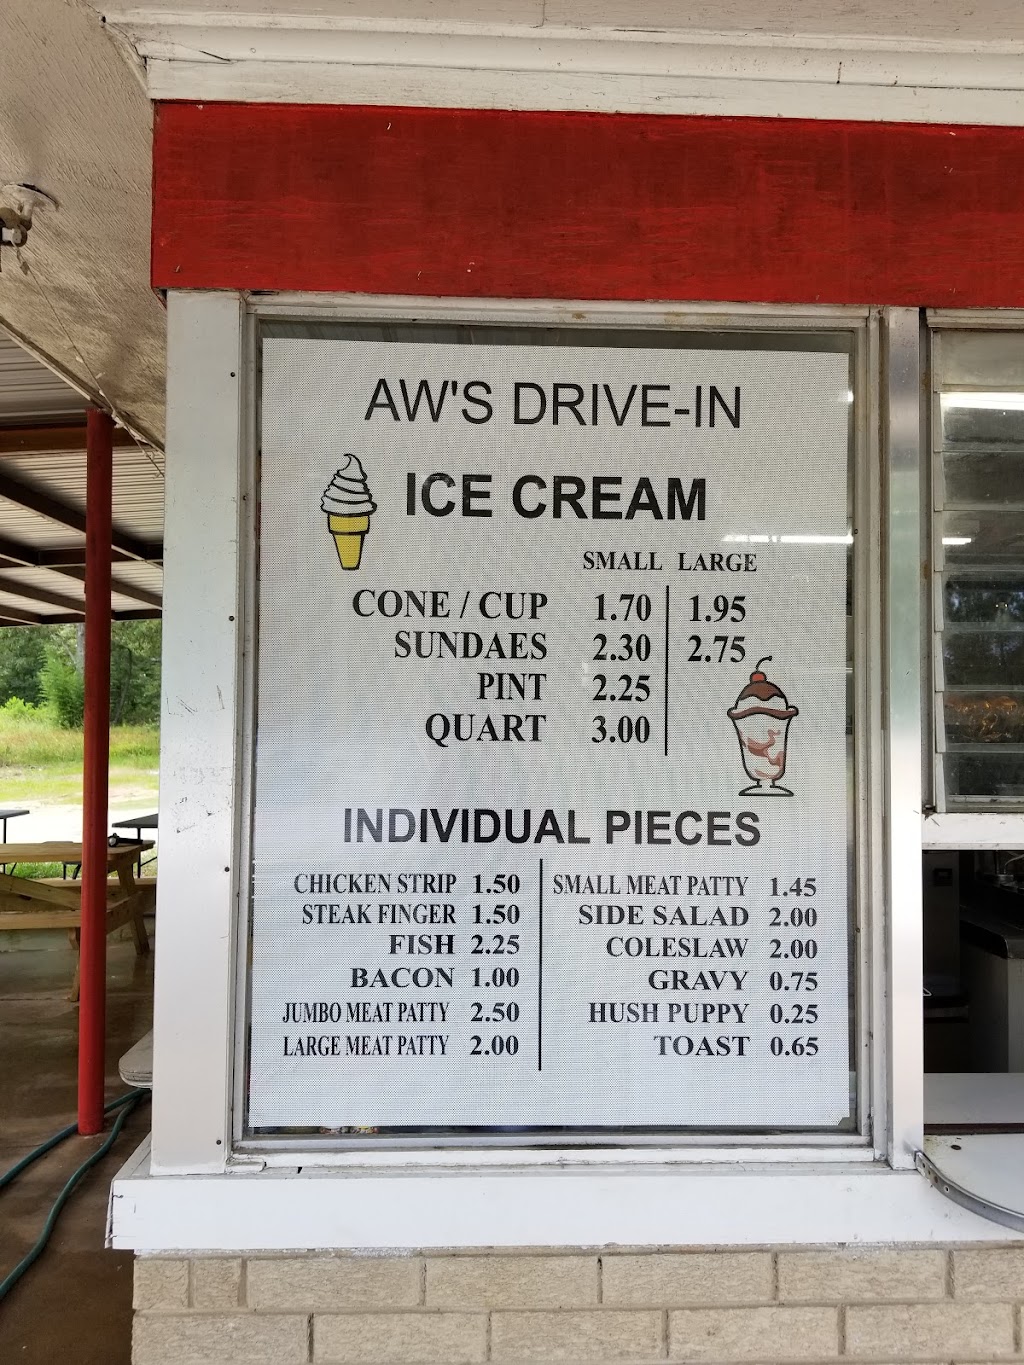 AW'S DRIVE-IN
ICE CREAM
SMALL LARGE
CONE / CUP 1.70 1.95
SUNDAES 2.30 2.75
PINT 2.25
QUART 3.00
INDIVIDUAL PIECES
CHICKEN STRIP 1.50
STEAK FINGER 1.50
FISH 2.25
BACON 1.00
JUMBO MEAT PATTY 2.50
LARGE MEAT PATTY 2.00
SMALL MEAT PATTY 1.45
SIDE SALAD 2.00
COLESLAW 2.00
GRAVY 0.75
HUSH PUPPY 0.25
TOAST 0.65